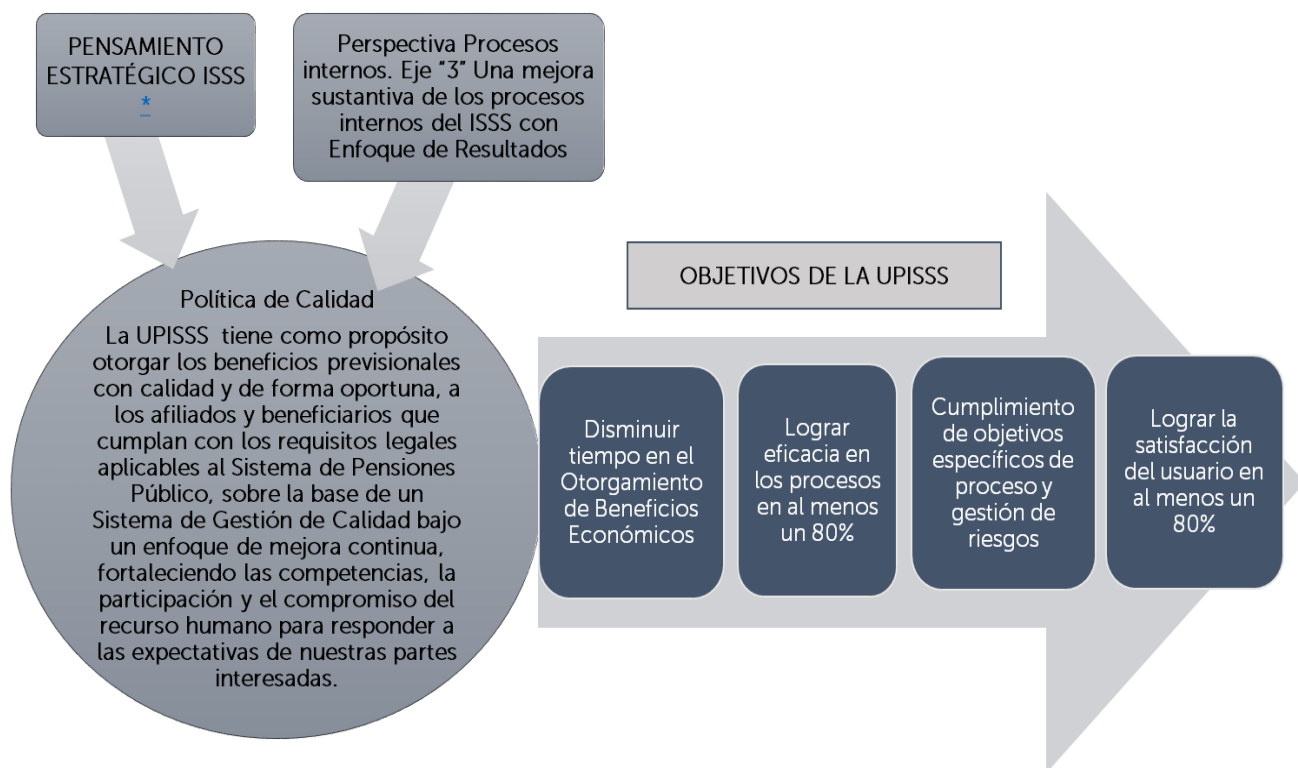 PENSAMIENTO
ESTRATÉGICO ISSS
*
Perspectiva Procesos
internos. Eje "3" Una mejora
sustantiva de los procesos
internos del ISSS con
Enfoque de Resultados
Política de Calidad
La UPISSS tiene como propósito
otorgar los beneficios previsionales
con calidad y de forma oportuna, a
los afiliados y beneficiarios que
cumplan con los requisitos legales
aplicables al Sistema de Pensiones
Público, sobre la base de un
Sistema de Gestión de Calidad bajo
un enfoque de mejora continua,
fortaleciendo las competencias, la
participación y el compromiso del
recurso humano para responder a
las expectativas de nuestras partes
interesadas.
OBJETIVOS DE LA UPISSS
Disminuir
tiempo en el
Otorgamiento
de Beneficios
Económicos
Lograr
eficacia en
los procesos
en al menos
un 80%
Cumplimiento
de objetivos
específicos de
proceso y
gestión de
riesgos
Lograr la
satisfacción
del usuario en
al menos un
80%